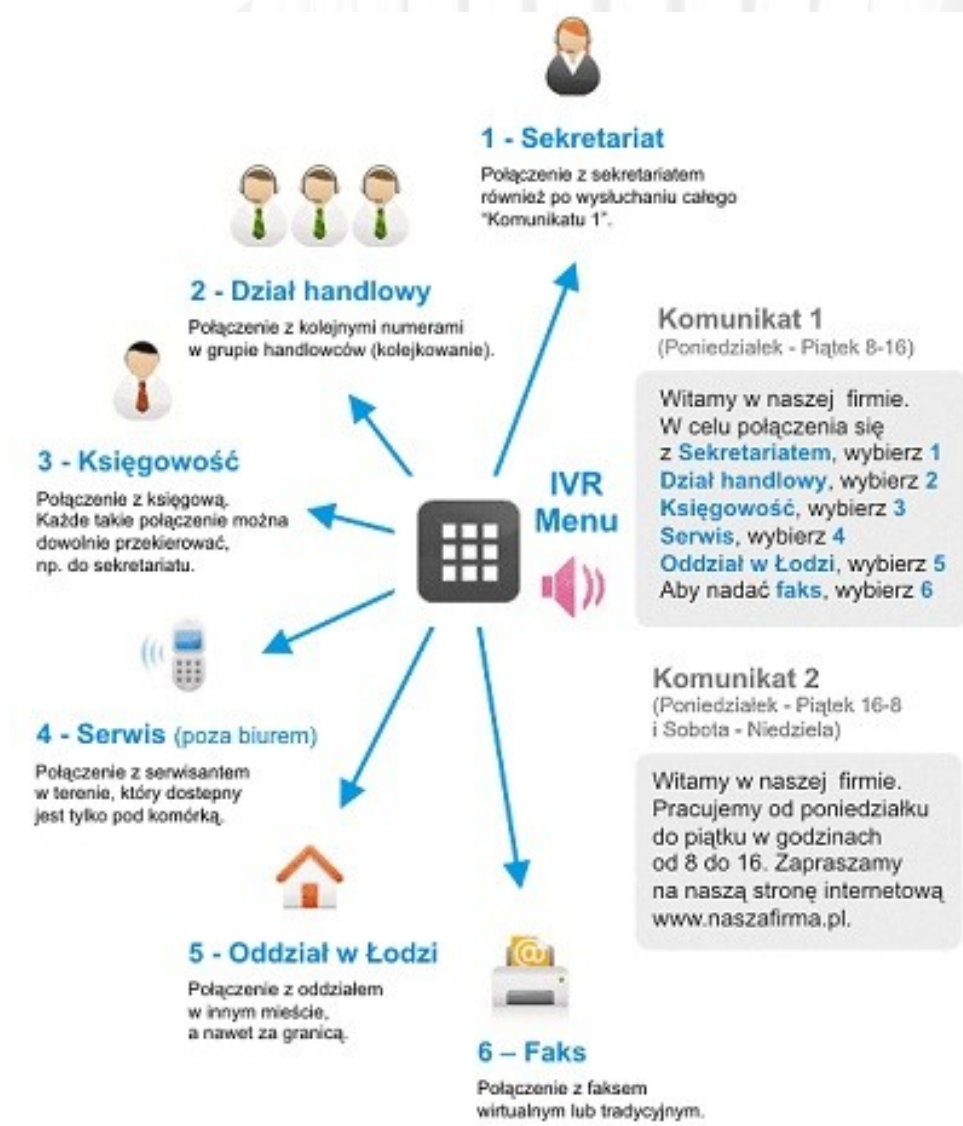 1 - Sekretariat
Połączenie z sekretariatem
również po wysłuchaniu całego
"Komunikatu 1".
2 - Dział handlowy
Połączenie z kolejnymi numerami
w grupie handlowców (kolejkowanie).
3 - Księgowość
Połączenie z księgową.
Każde takie połączenie można
dowolnie przekierować,
np. do sekretariatu.
4 - Serwis (poza biurem)
Połączenie z serwisantem
w terenie, który dostepny
jest tylko pod komórką.
5 - Oddział w Łodzi
Połączenie z oddziałem
w innym mieście,
a nawet za granicą.
6 – Faks
Połączenie z faksem
wirtualnym lub tradycyjnym.
IVR
Menu
Komunikat 1
(Poniedziałek - Piątek 8-16)
Witamy w naszej firmie.
W celu połączenia się
z Sekretariatem, wybierz 1
Dział handlowy, wybierz 2
Księgowość, wybierz 3
Serwis, wybierz 4
Oddział w Łodzi, wybierz 5
Aby nadać faks, wybierz 6
Komunikat 2
(Poniedziałek - Piątek 16-8
i Sobota - Niedziela)
Witamy w naszej firmie.
Pracujemy od poniedziałku
do piątku w godzinach
od 8 do 16. Zapraszamy
na naszą stronę internetową
www.naszafirma.pl.
@